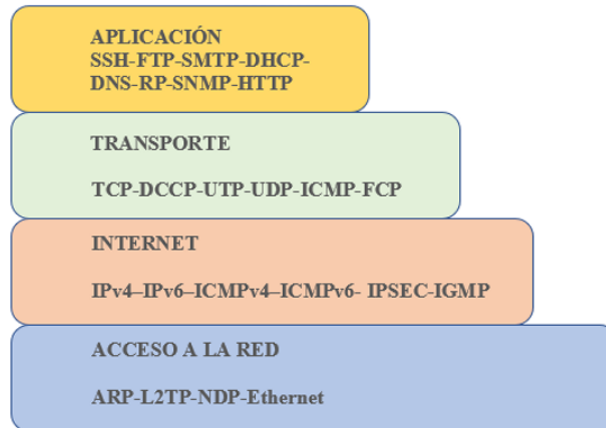 APLICACIÓN
SSH-FTP-SMTP-DHCP-
DNS-RP-SNMP-HTTP
TRANSPORTE
TCP-DCCP-UTP-UDP-ICMP-FCP
INTERNET
IPv4–IPv6–ICMPv4–ICMPv6- IPSEC-IGMP
ACCESO A LA RED
ARP-L2TP-NDP-Ethernet